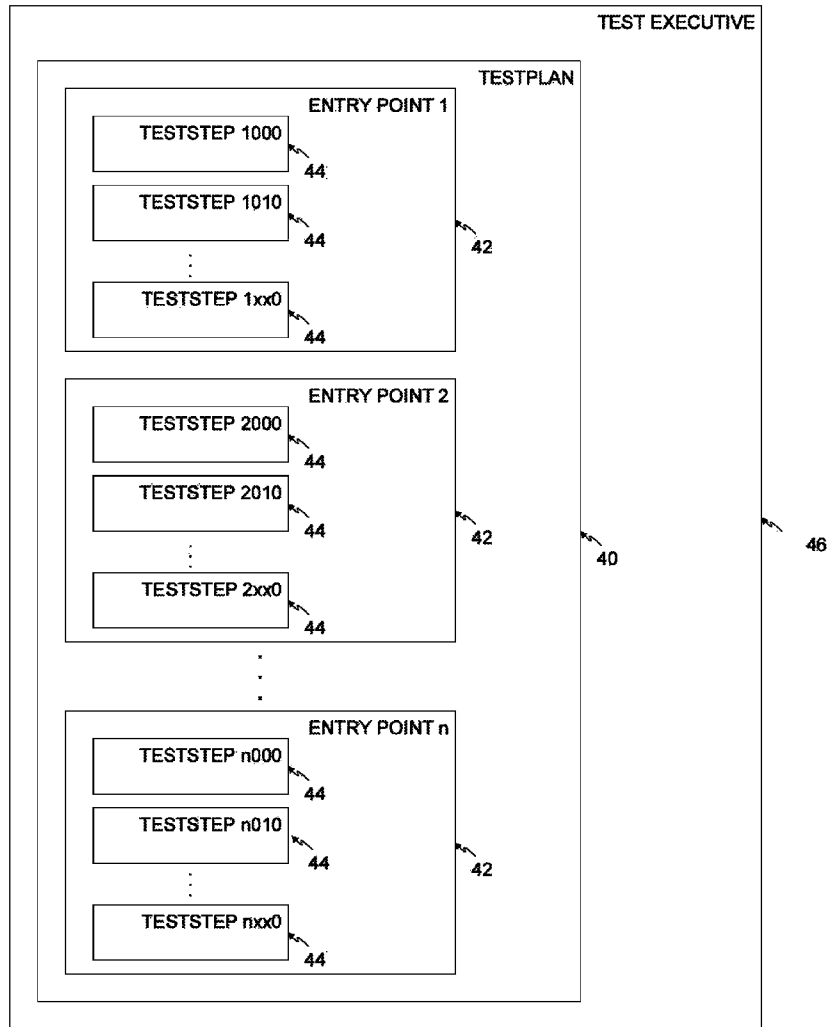 TEST EXECUTIVE
TESTPLAN
ENTRY POINT 1
TESTSTEP 1000
44
TESTSTEP 1010
44
42
TESTSTEP 1xx0
44
ENTRY POINT 2
TESTSTEP 2000
44
TESTSTEP 2010
44
42
40
46
TESTSTEP 2xx0
44
ENTRY POINT n
TESTSTEP n000
44
TESTSTEP n010
44
42
TESTSTEP nxx0
44